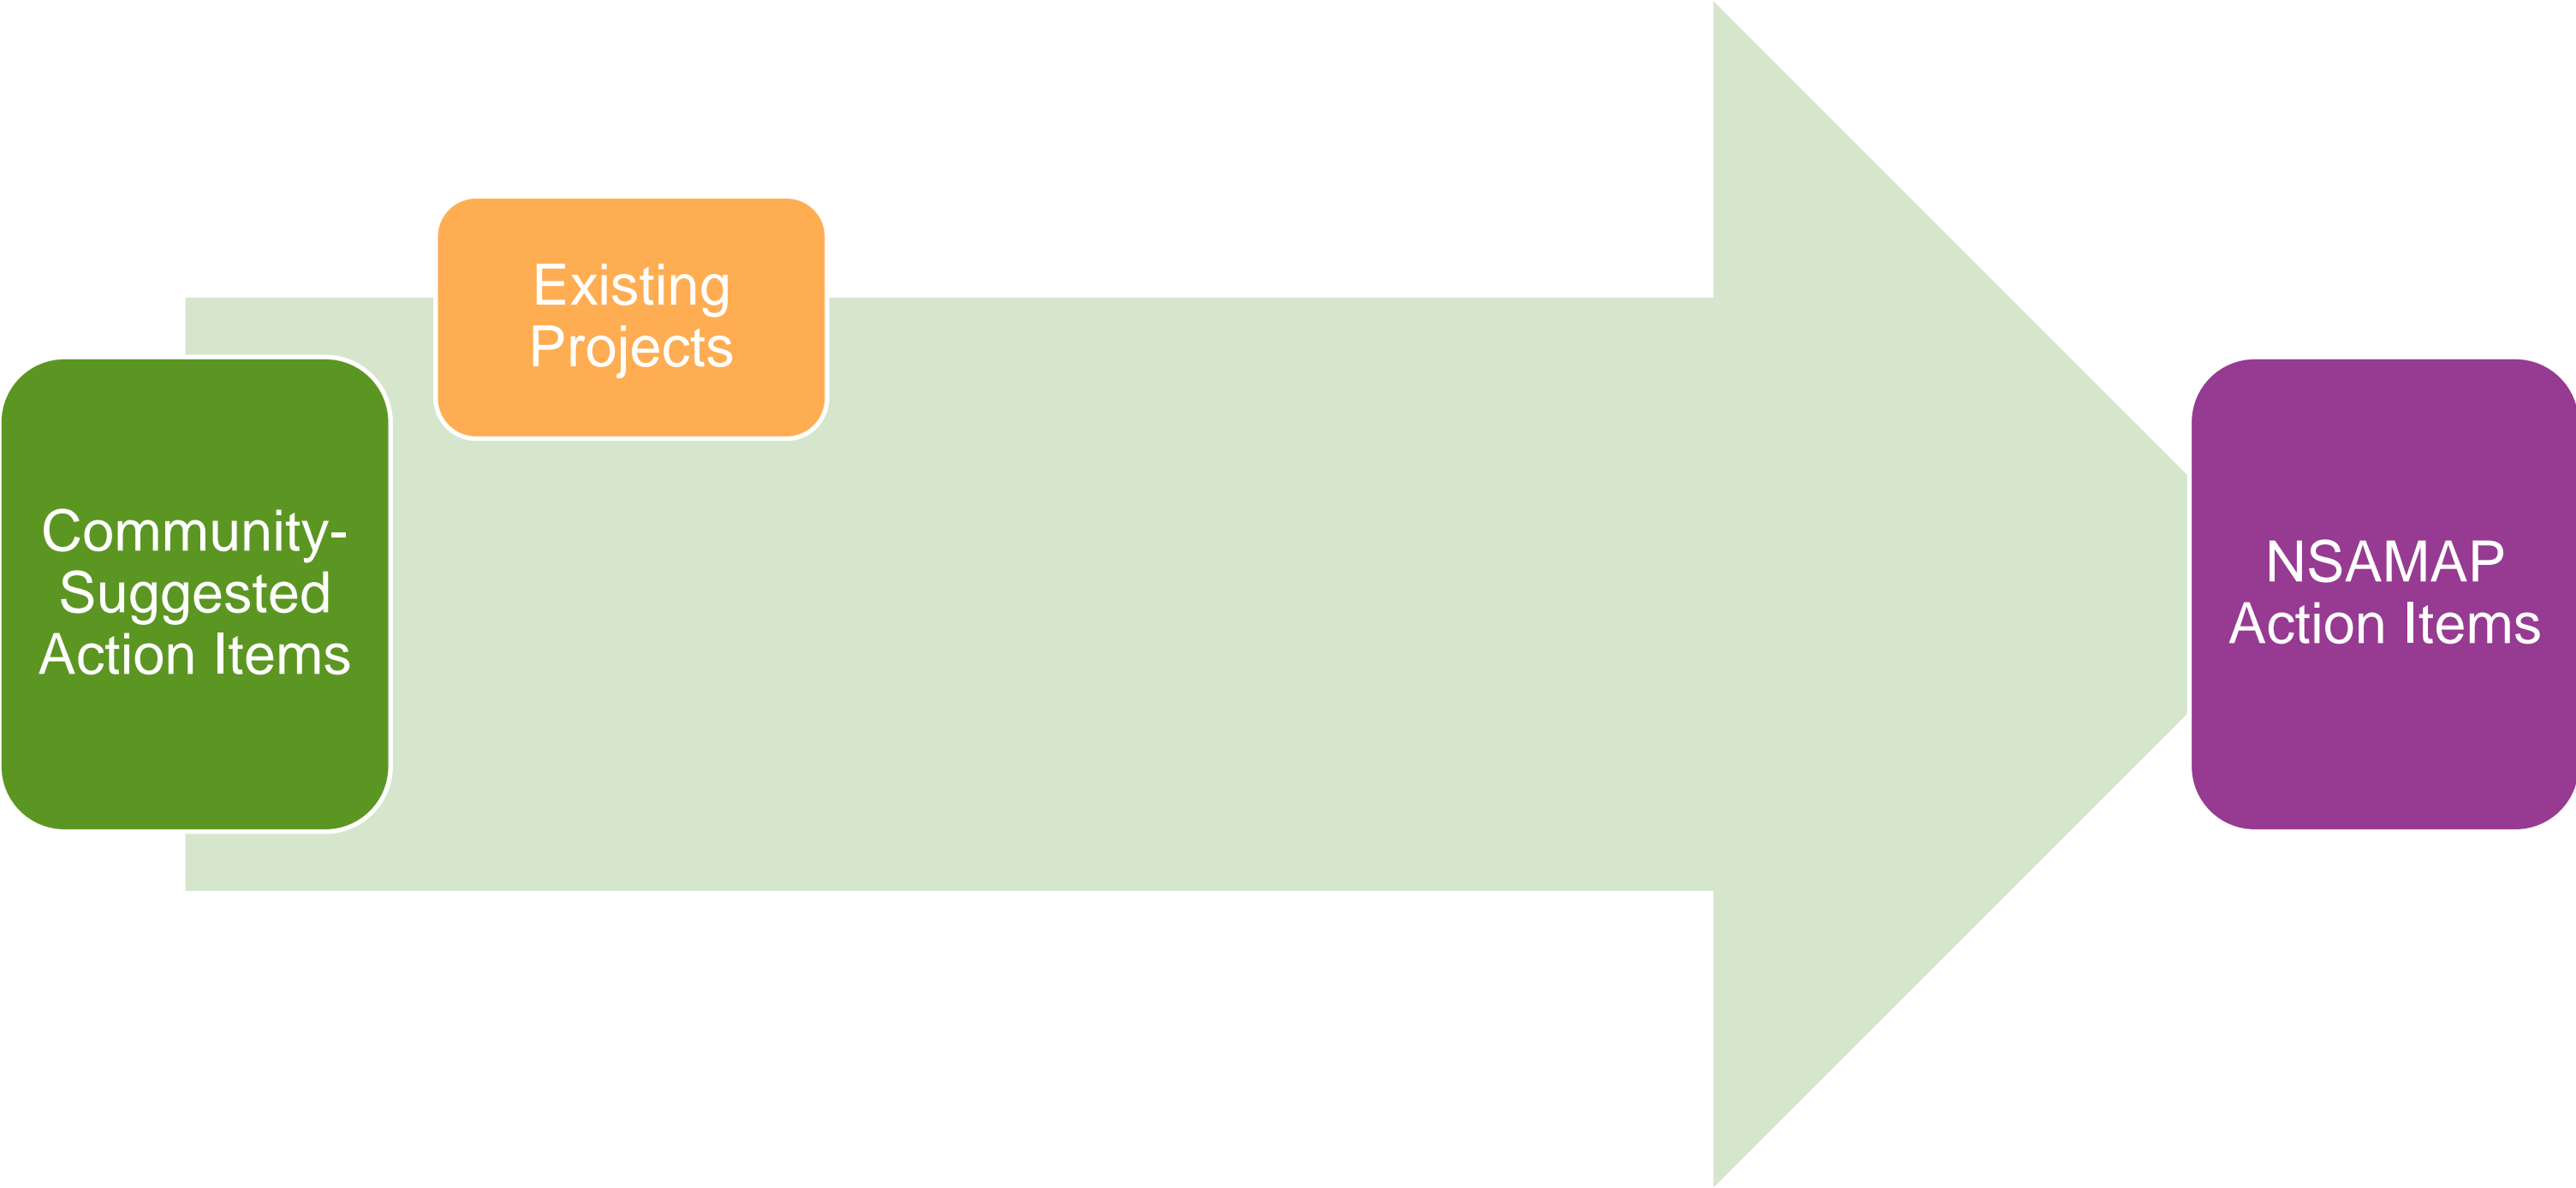 Existing
Projects
Community-
Suggested
Action Items
NSAMAP
Action Items